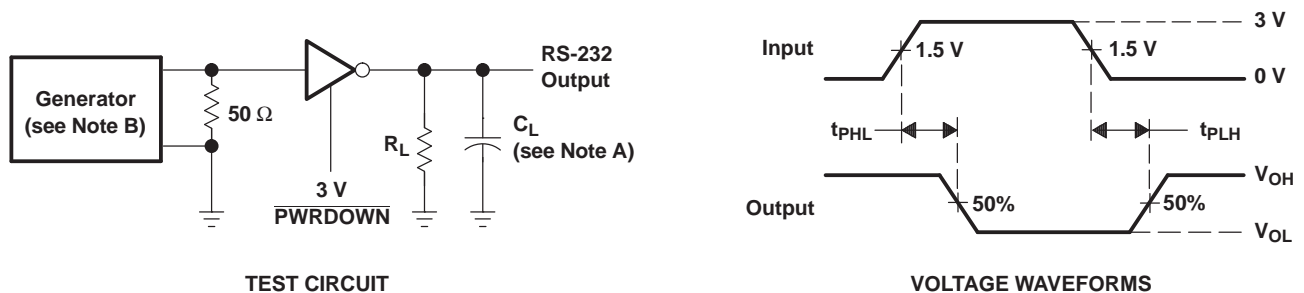 Generator
(see Note B)
50 Ω
3 V
PWRDOWN
RL
CL
(see Note A)
RS-232
Output
TEST CIRCUIT
Input
1.5 V
1.5 V
3 V
0 V
tPHL
tPLH
Output
50%
50%
VOH
VOL
VOLTAGE WAVEFORMS